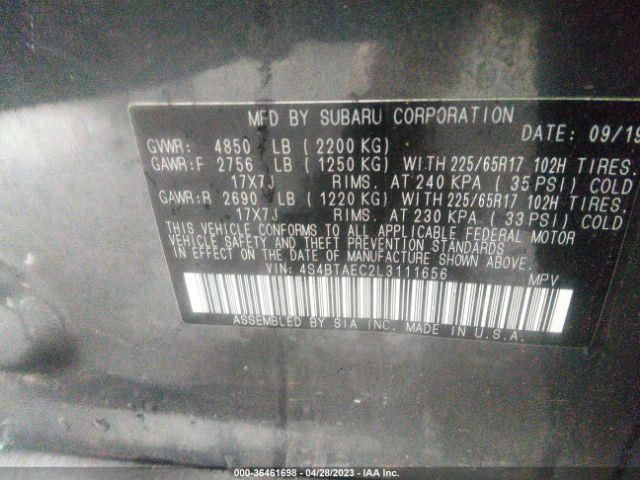 MFD BY SUBARU CORPORATION
DATE: 09/19
GVWR: 4850 LB ( 2200 KG)
GAWR:F 2756 LB ( 1250 KG) WITH 225/65R17 102H TIRES.
17X7J RIMS. AT 240 KPA ( 35 PSI) COLD
GAWR:R 2690 LB ( 1220 KG) WITH 225/65R17 102H TIRES.
17X7J RIMS. AT 230 KPA ( 33 PSI) COLD
THIS VEHICLE CONFORMS TO ALL APPLICABLE FEDERAL MOTOR
VEHICLE SAFETY AND THEFT PREVENTION STANDARDS
IN EFFECT ON THE DATE OF MANUFACTURE SHOWN ABOVE.
VIN: 4S4BTAEC2L3111656 MPV
ASSEMBLED BY SIA INC. MADE IN U.S.A.
000-36461698 - 04/28/2023 - IAA Inc.